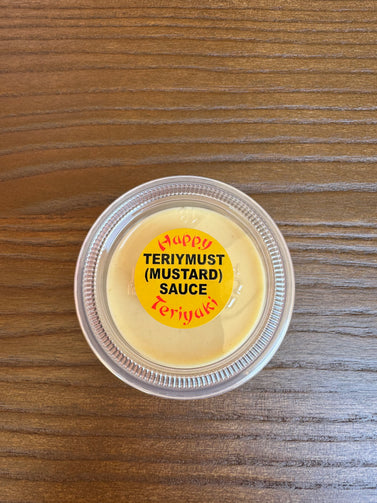 Happy
TERIYMUST
(MUSTARD)
SAUCE
Teriyaki